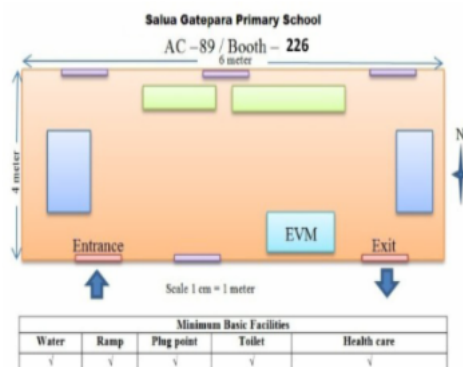 Salua Gatepara Primary School
AC – 89 / Booth – 226
6 meter
4 meter
N
EVM
Entrance
Exit
Scale 1 cm = 1 meter
Minimum Basic Facilities
Water Ramp Plug point Toilet Health care
√ √ √ √ √